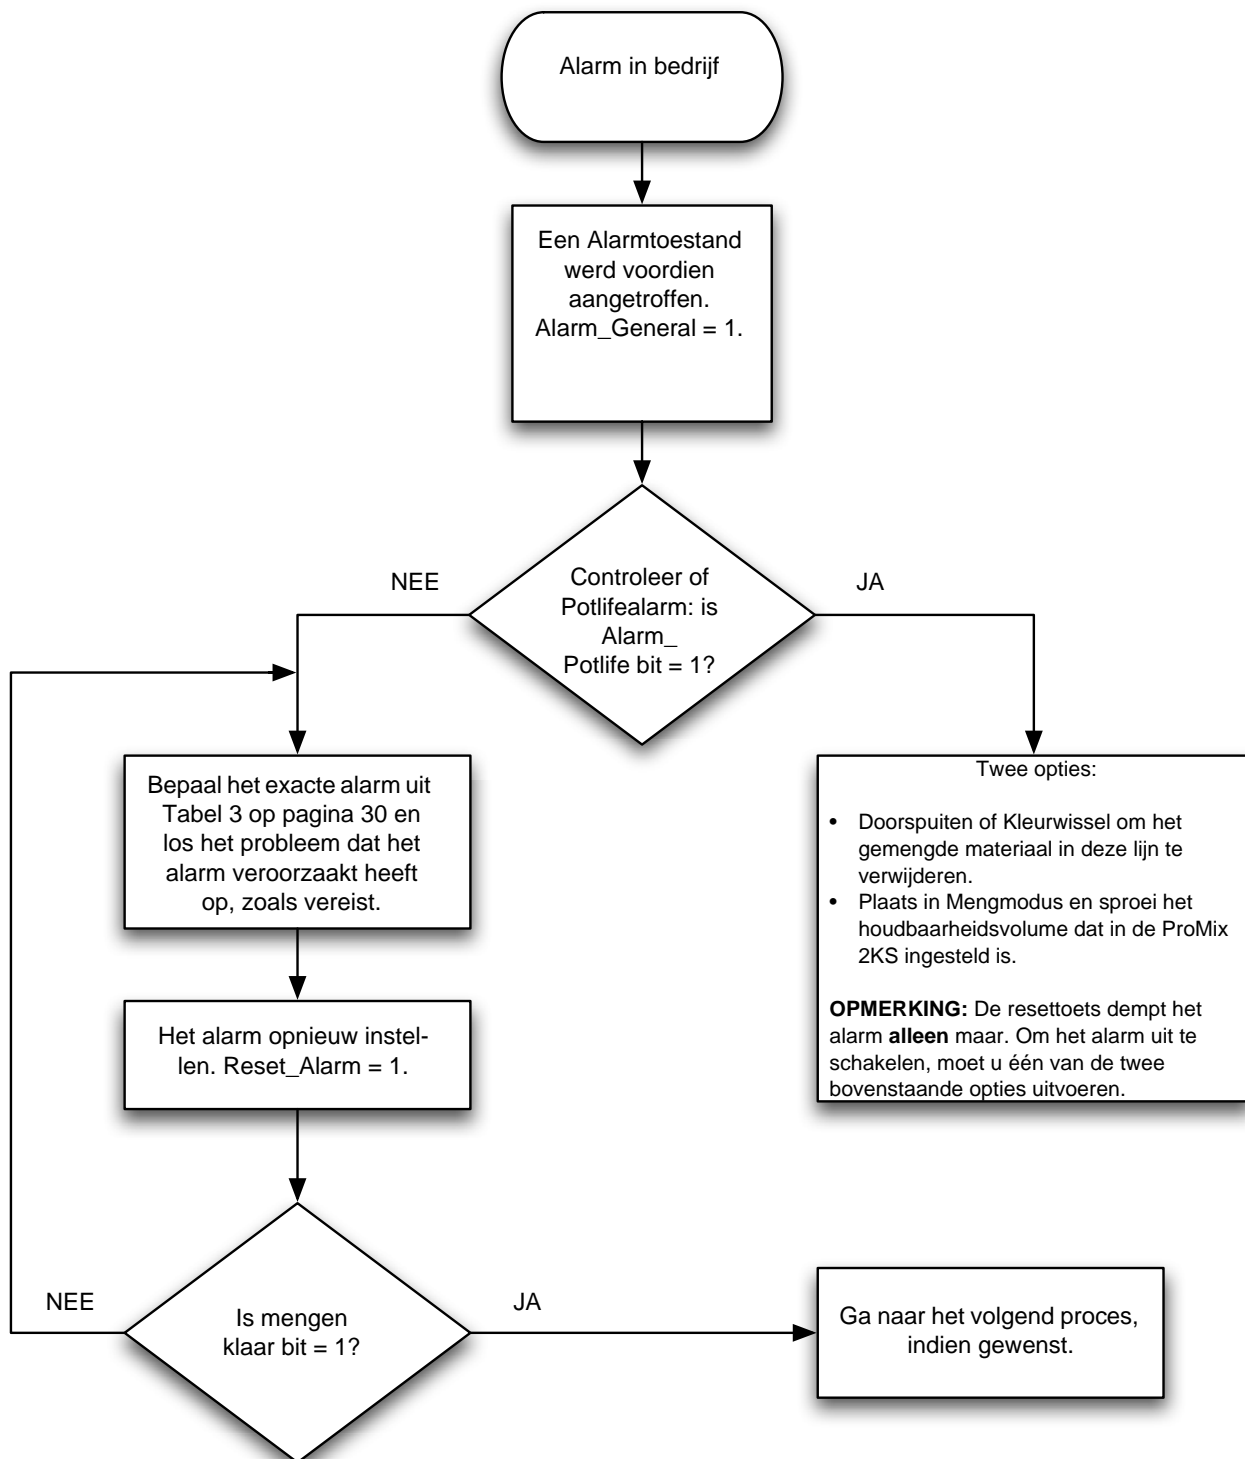 Alarm in bedrijf
Een Alarmtoestand
werd voordien
aangetroffen.
Alarm_General = 1.
NEE
JA
Controleer of
Potlifealarm: is
Alarm_
Potlife bit = 1?
Bepaal het exacte alarm uit
Tabel 3 op pagina 30 en
los het probleem dat het
alarm veroorzaakt heeft
op, zoals vereist.
Twee opties:
• Doorspuiten of Kleurwissel om het
gemengde materiaal in deze lijn te
verwijderen.
• Plaats in Mengmodus en sproei het
houdbaarheidsvolume dat in de ProMix
2KS ingesteld is.
OPMERKING: De resettoets dempt het
alarm alleen maar. Om het alarm uit te
schakelen, moet u één van de twee
bovenstaande opties uitvoeren.
Het alarm opnieuw instel-
len. Reset_Alarm = 1.
NEE
JA
Is mengen
klaar bit = 1?
Ga naar het volgend proces,
indien gewenst.